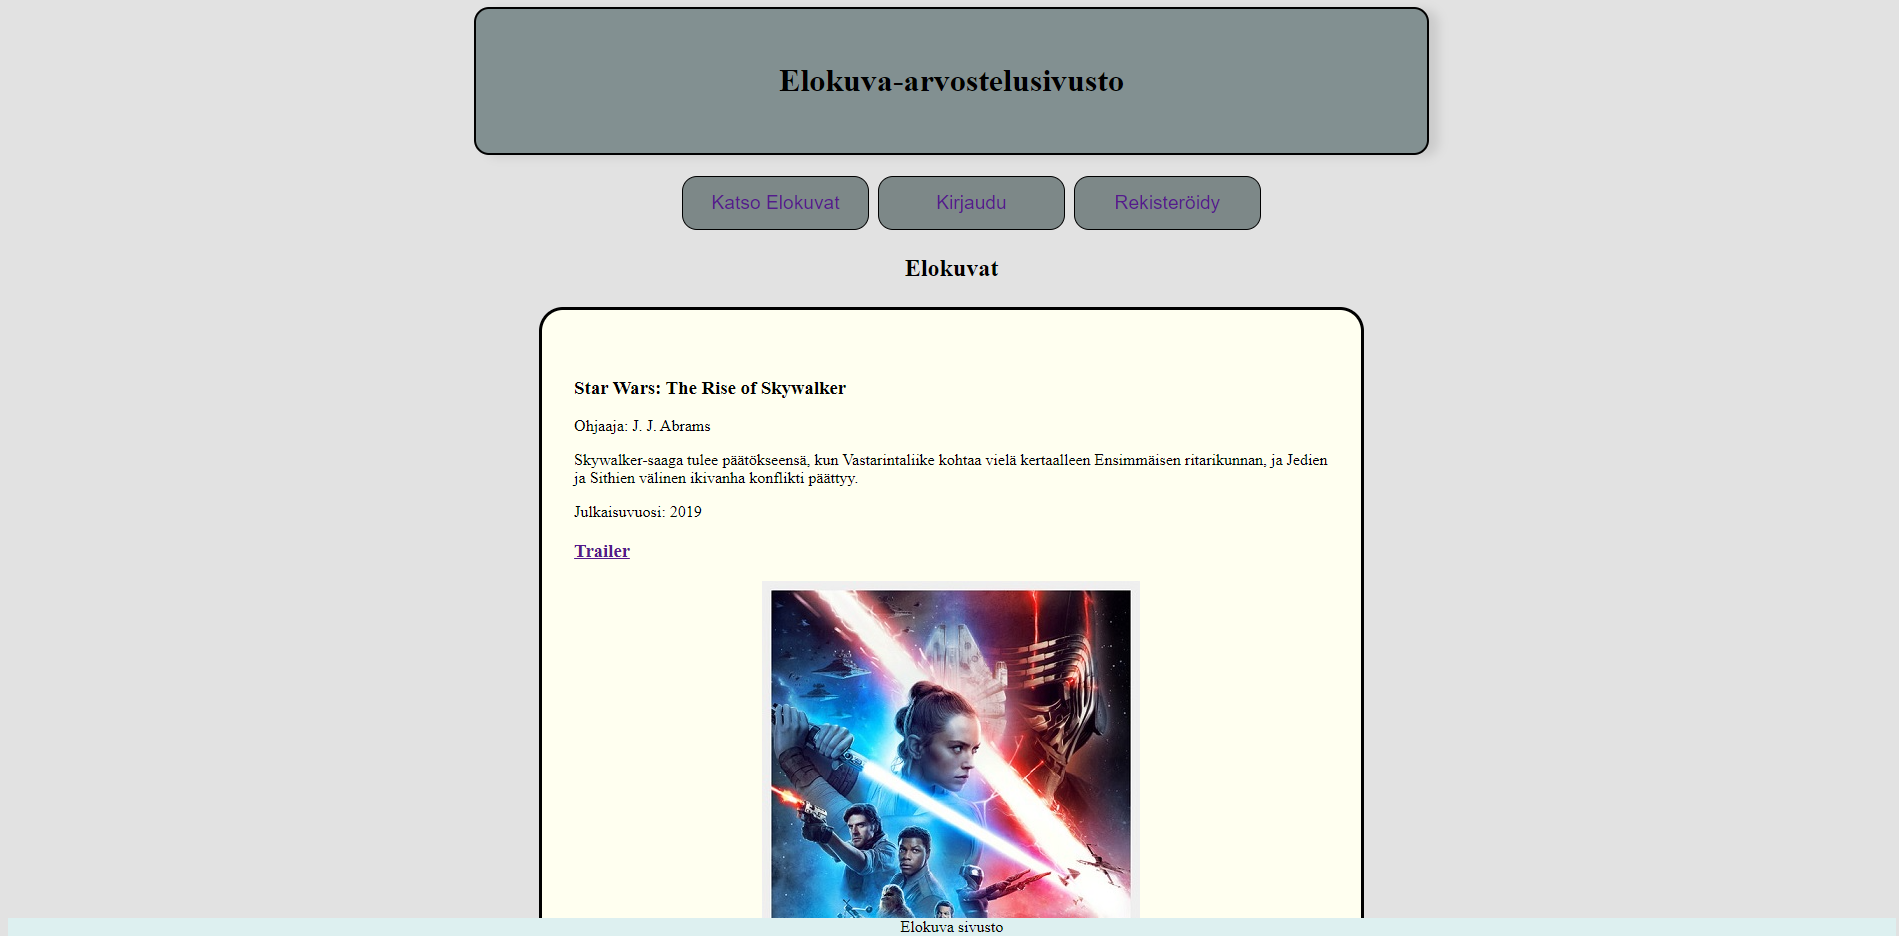 Elokuva-arvostelusivusto
Katso Elokuvat
Kirjaudu
Rekisteröidy
Elokuvat
Star Wars: The Rise of Skywalker
Ohjaaja: J. J. Abrams
Skywalker-saaga tulee päätökseensä, kun Vastarintaliike kohtaa vielä kertaalleen Ensimmäisen ritarikunnan, ja Jedien
ja Sithien välinen ikivanha konflikti päättyy.
Julkaisuvuosi: 2019
Trailer
Elokuva sivusto